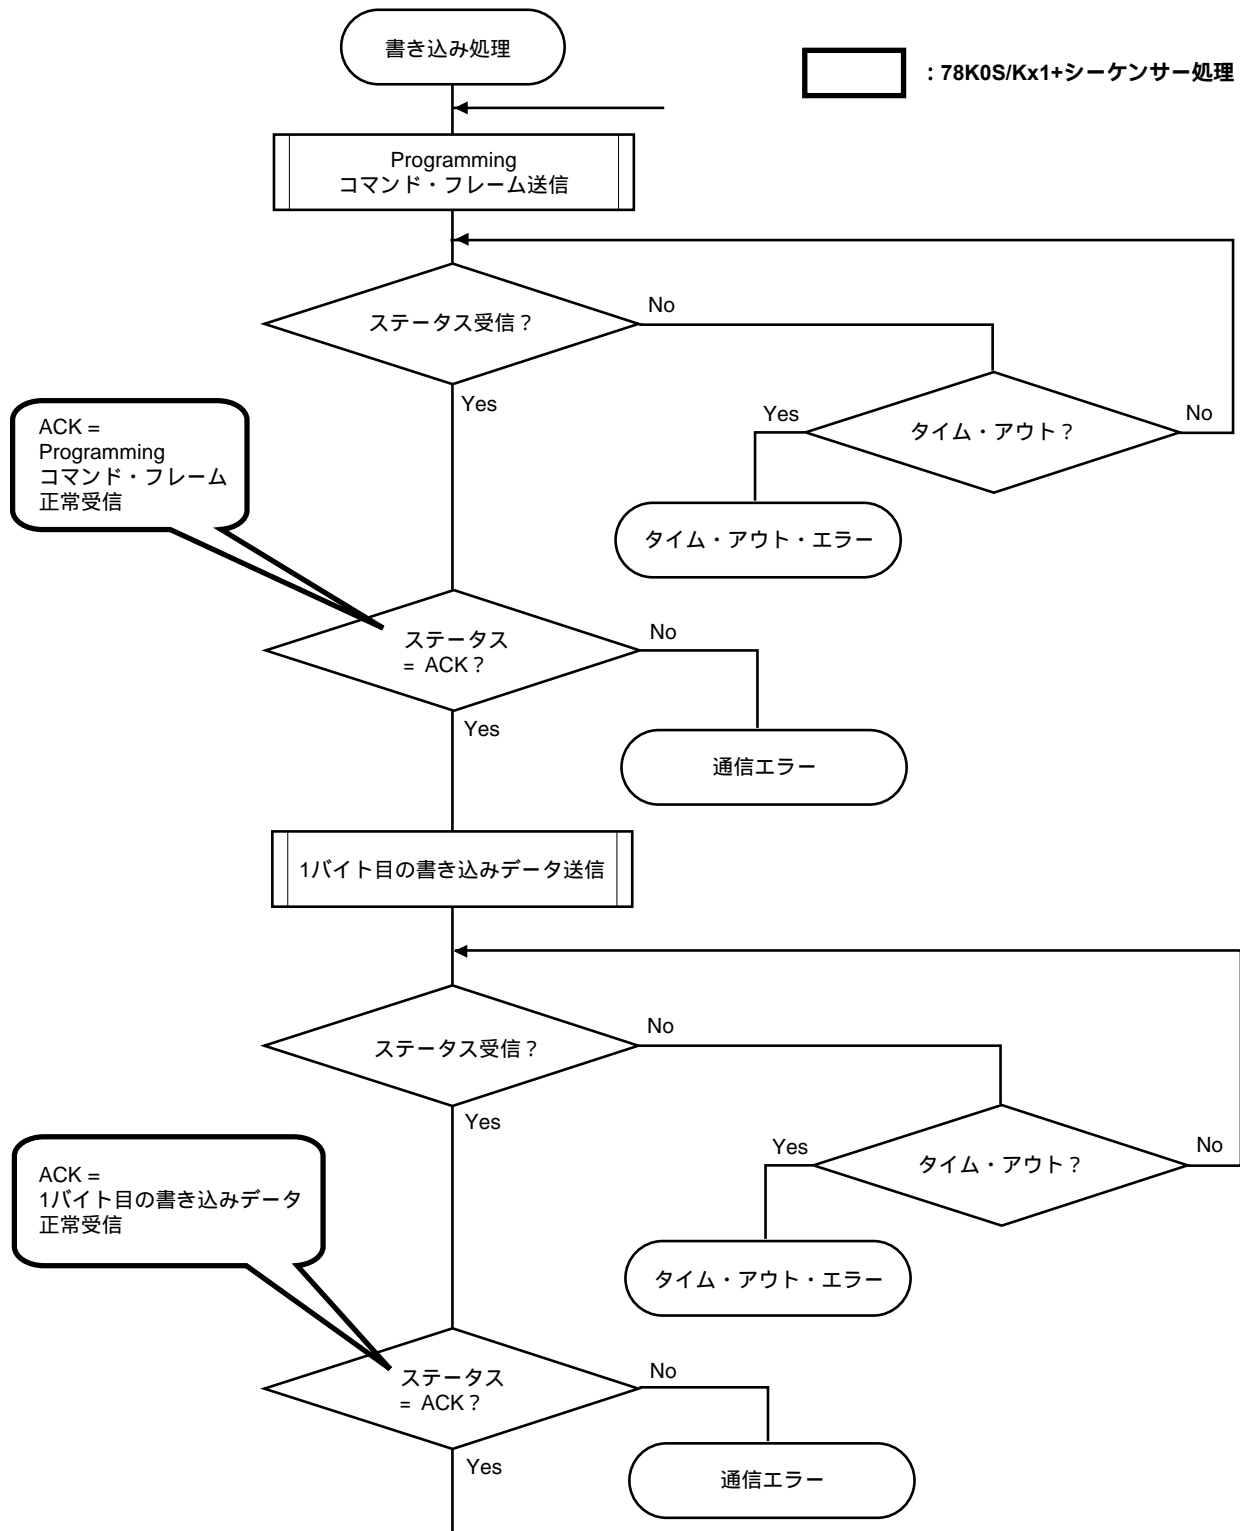 書き込み処理
：78K0S/Kx1+シーケンサー処理
Programming
コマンド・フレーム送信
ステータス受信？
No
Yes
タイム・アウト？
Yes
No
ACK =
Programming
コマンド・フレーム
正常受信
タイム・アウト・エラー
ステータス
= ACK？
No
Yes
通信エラー
1バイト目の書き込みデータ送信
ステータス受信？
No
Yes
タイム・アウト？
Yes
No
ACK =
1バイト目の書き込みデータ
正常受信
タイム・アウト・エラー
ステータス
= ACK？
No
Yes
通信エラー